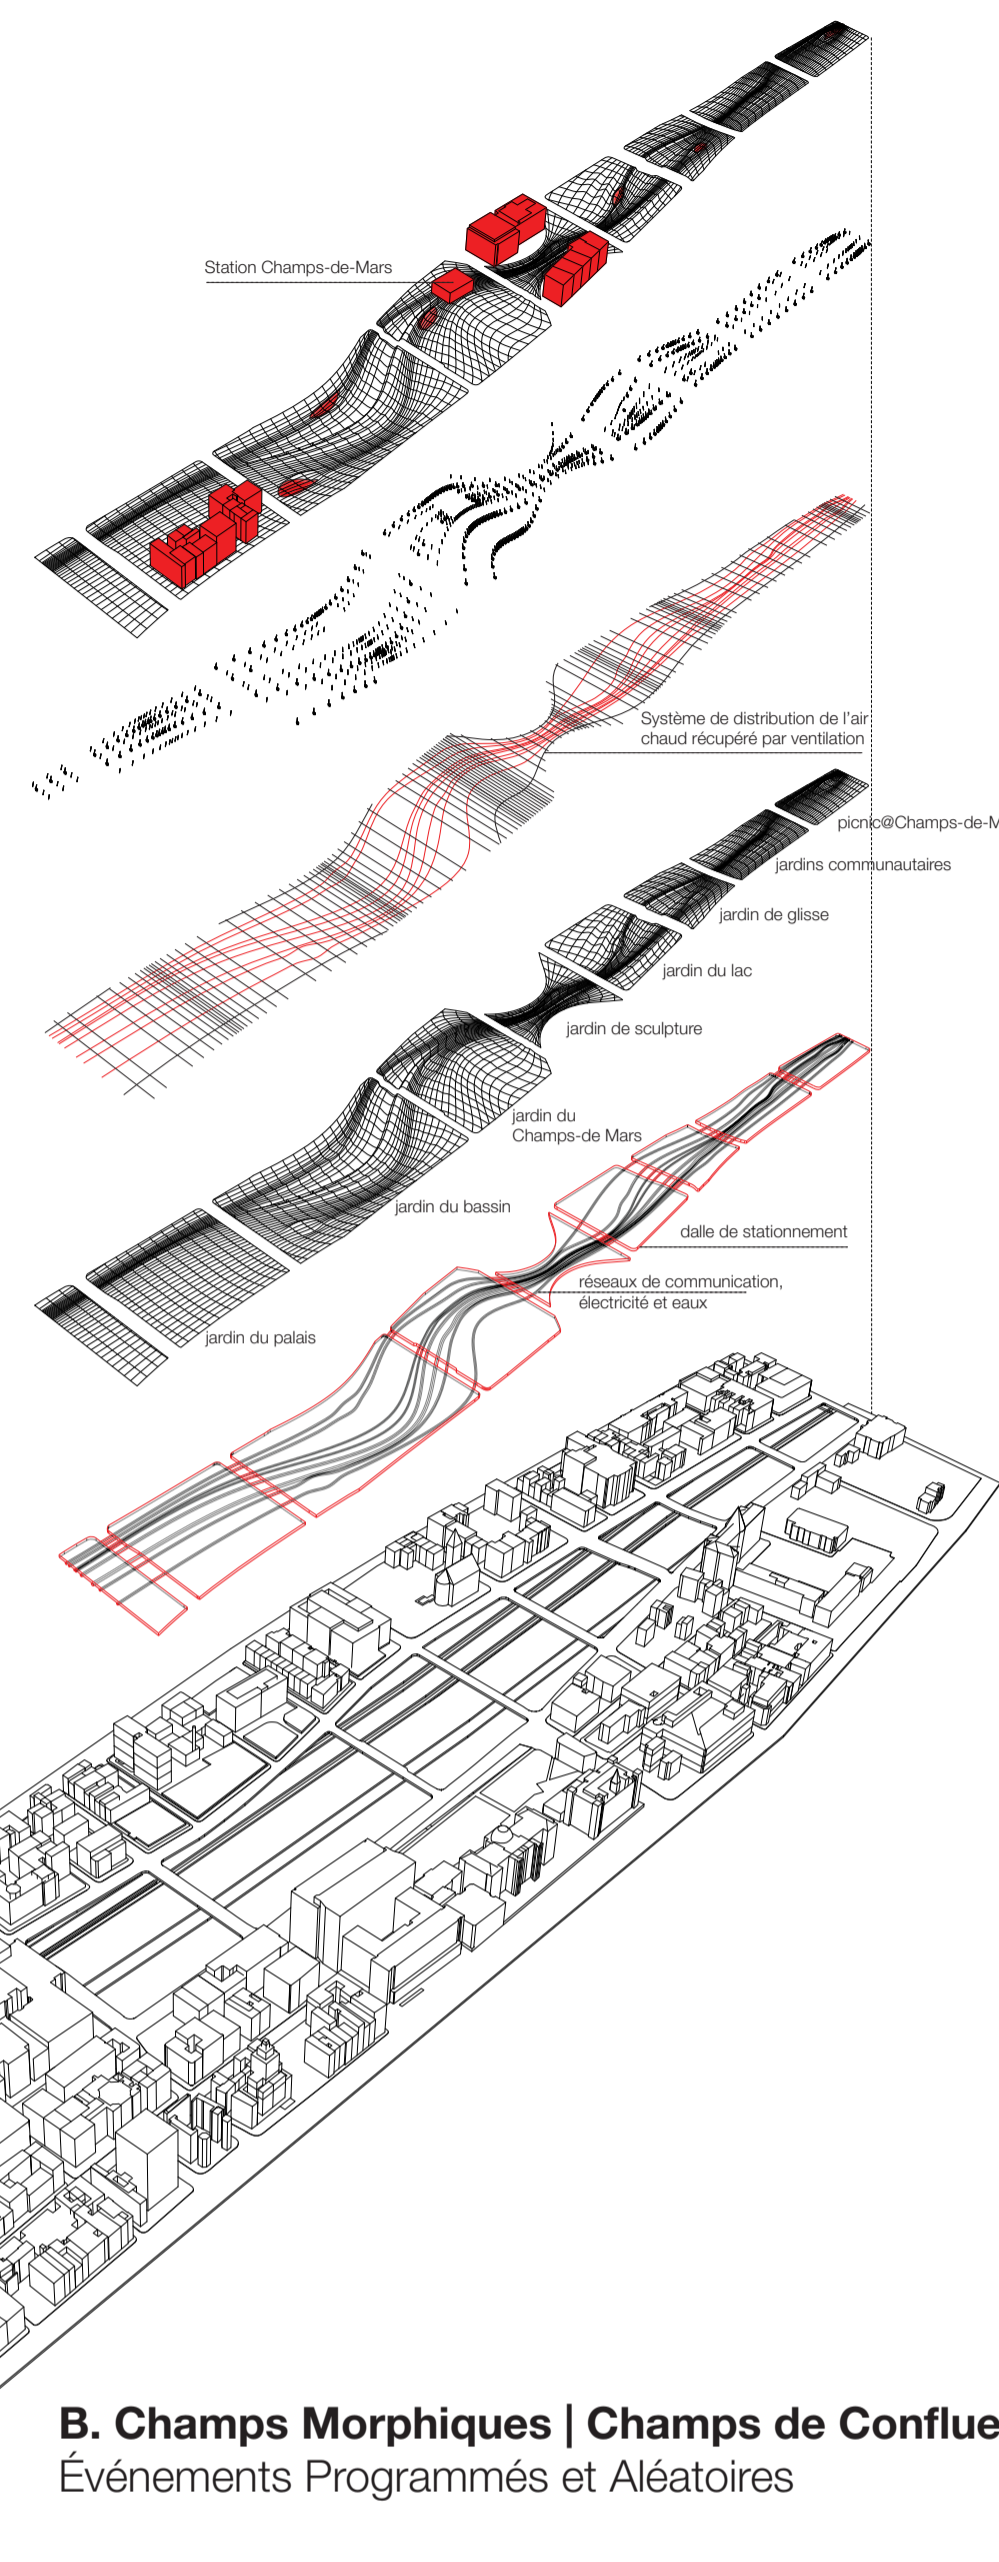 Station Champs-de-Mars
Système de distribution de l'air
chaud récupéré par ventilation
picnic@Champs-de-M
jardins communautaires
jardin de glisse
jardin du lac
jardin de sculpture
jardin du
Champs-de Mars
jardin du bassin
dalle de stationnement
réseaux de communication,
électricité et eaux
jardin du palais
B. Champs Morphiques | Champs de Conflue
Événements Programmés et Aléatoires